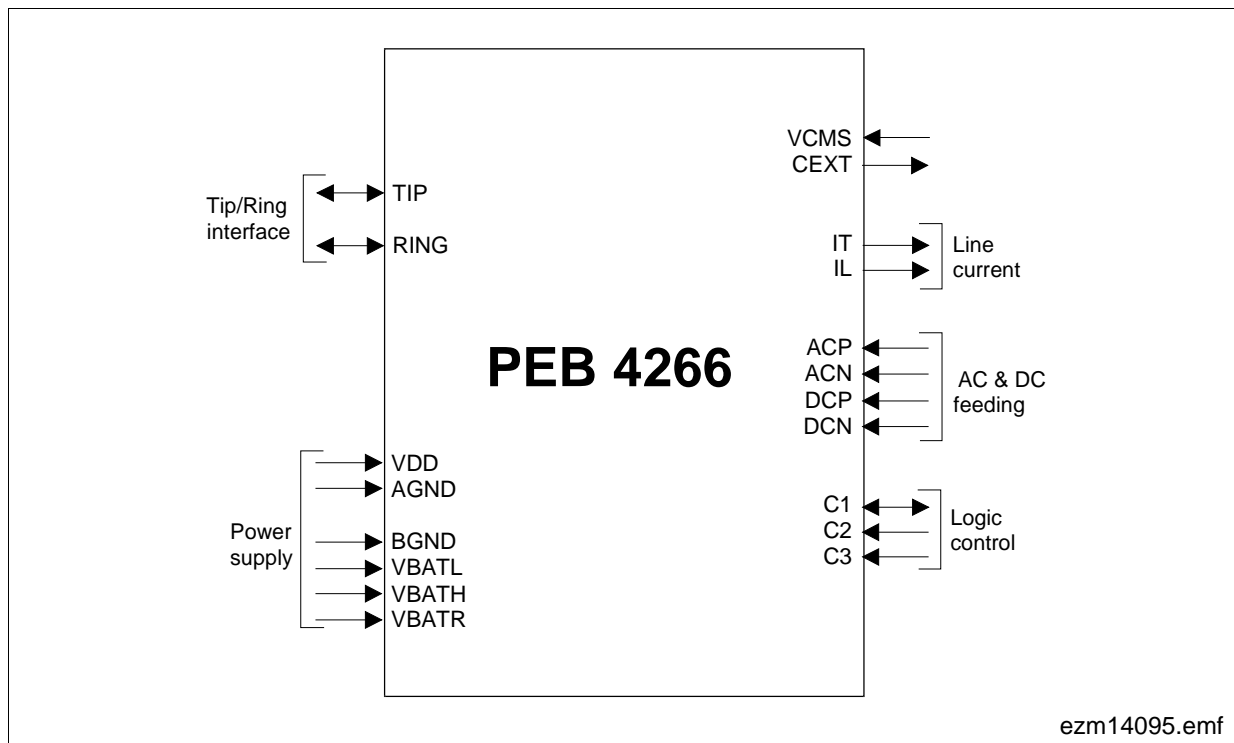 Tip/Ring
interface
TIP
RING
Power
supply
VDD
AGND
BGND
VBATL
VBATH
VBATR
PEB 4266
VCMS
CEXT
IT
IL
Line
current
ACP
ACN
DCP
DCN
AC & DC
feeding
C1
C2
C3
Logic
control
ezm14095.emf